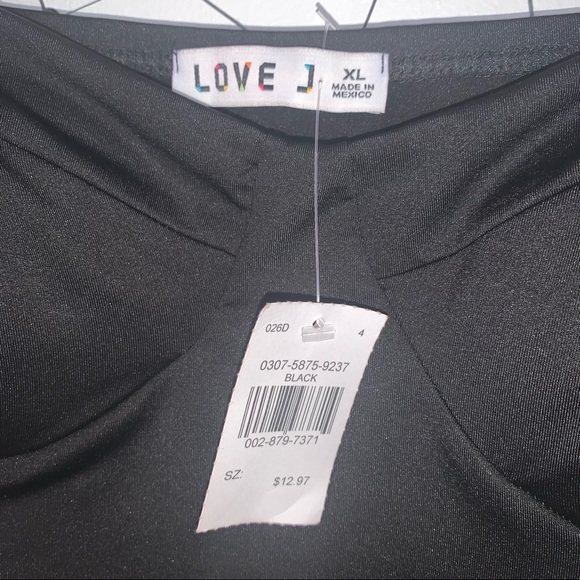 LOVE J
XL
MADE IN
MEXICO
026D 4
0307-5875-9237
BLACK
002-879-7371
SZ:
$12.97